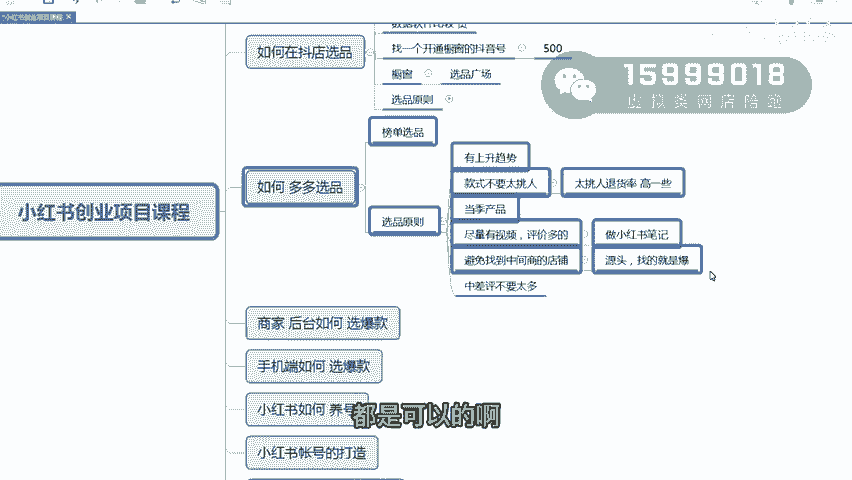 *小红书创业项目课程
如何在抖店选品
找一个开通橱窗的抖音号
500
橱窗
选品广场
选品原则
15999018
虚拟类网店陪跑
榜单选品
有上升趋势
如何 多多选品
款式不要太挑人
太挑人退货率 高一些
小红书创业项目课程
当季产品
选品原则
尽量有视频，评价多的
做小红书笔记
避免找到中间商的店铺
源头，找的就是爆
中差评不要太多
商家 后台如何 选爆款
手机端如何 选爆款
小红书如何 养号
都是可以的啊
小红书帐号的打造